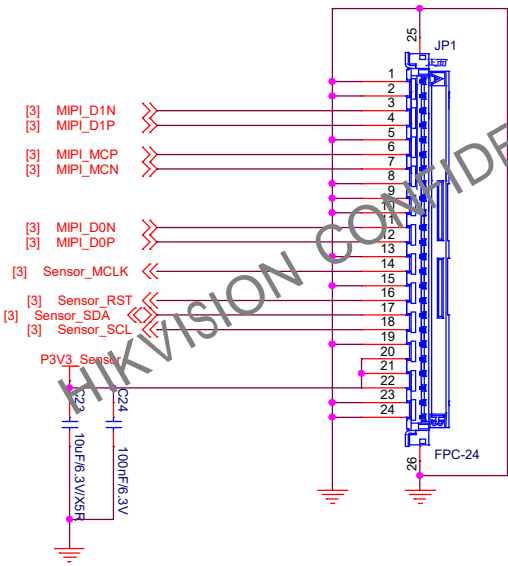 25
JP1
1
2
3
[3] MIPI_D1N
4
[3] MIPI_D1P
5
6
[3] MIPI_MCP
7
[3] MIPI_MCN
8
9
10
11
[3] MIPI_D0N
12
[3] MIPI_D0P
13
14
[3] Sensor_MCLK
15
16
[3] Sensor_RST
17
[3] Sensor_SDA
18
[3] Sensor_SCL
19
20
P3V3_Sensor
21
22
23
24
C23
10uF/6.3V/X5R
C24
100nF/6.3V
26
FPC-24
HIKVISION CONFIDE